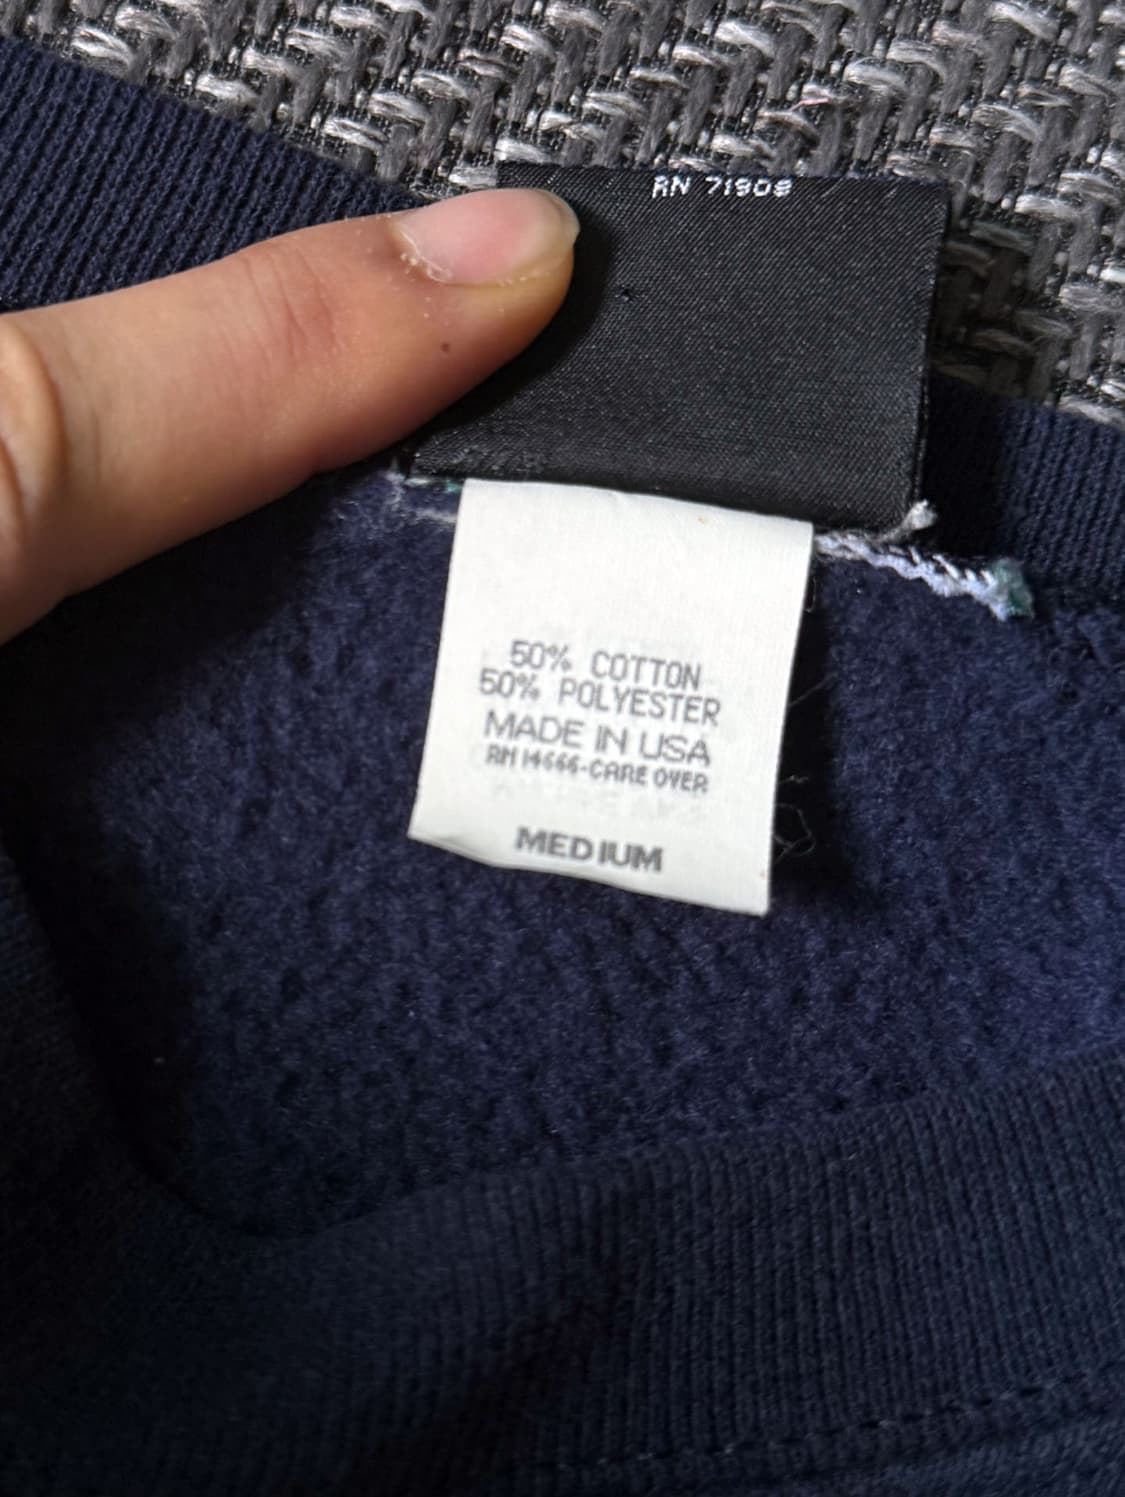 RN 71908
50% COTTON
50% POLYESTER
MADE IN USA
RN 14666-CARE OVER
MEDIUM